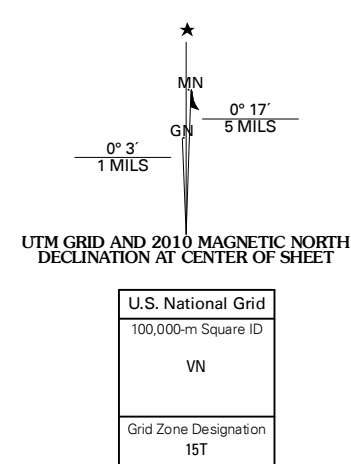 ★
MN
0° 17´
5 MILS
GN
0° 3´
1 MILS
UTM GRID AND 2010 MAGNETIC NORTH
DECLINATION AT CENTER OF SHEET
U.S. National Grid
100,000-m Square ID
VN
Grid Zone Designation
15T